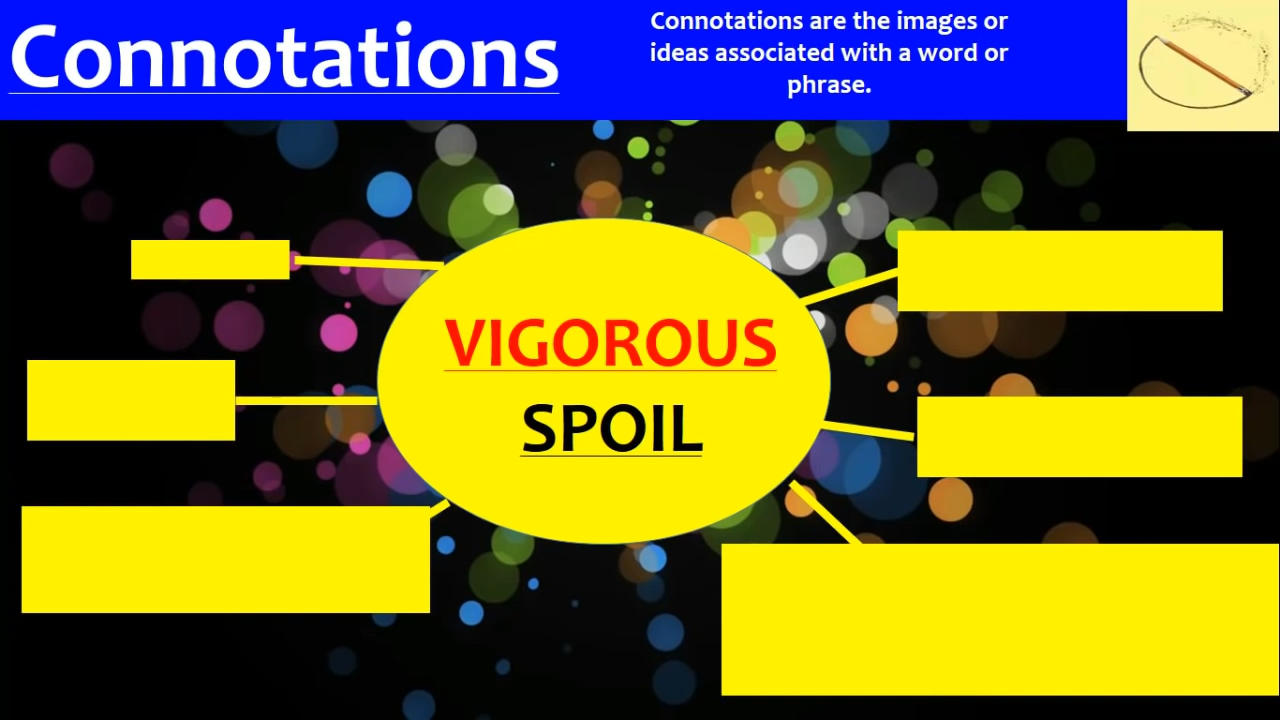 Connotations
Connotations are the images or
ideas associated with a word or
phrase.
VIGOROUS
SPOIL